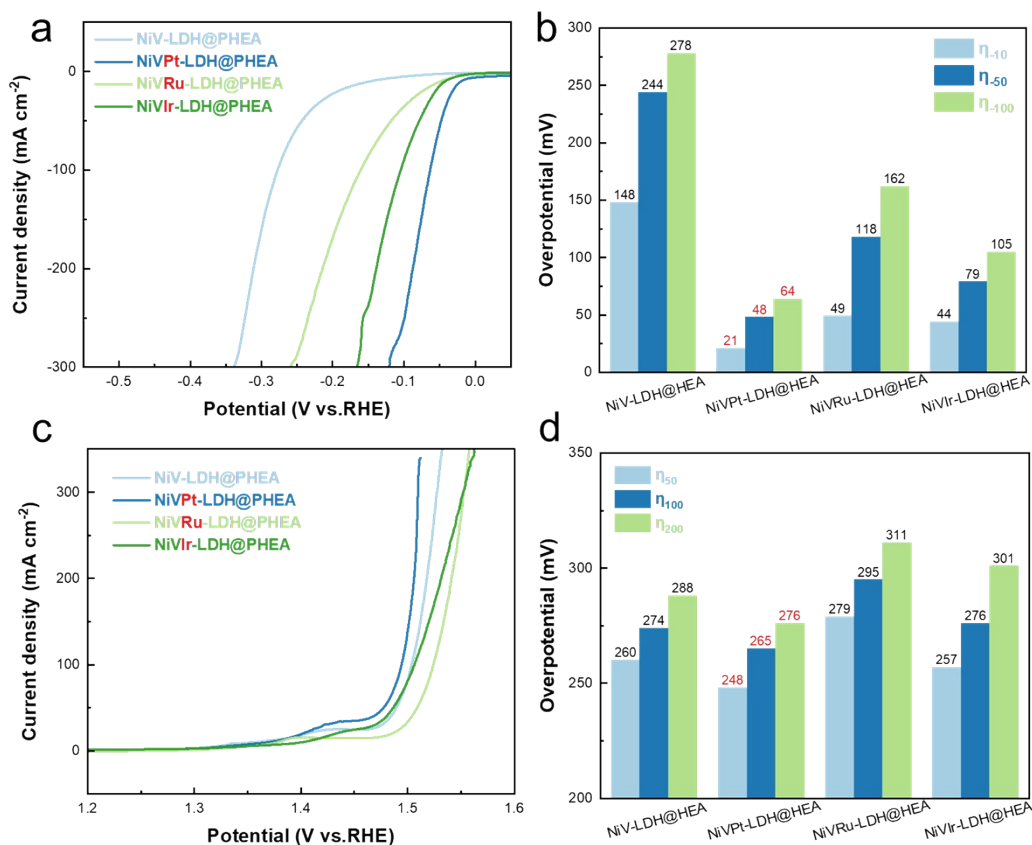 a
NiV-LDH@PHEA
NiVPt-LDH@PHEA
NiVRu-LDH@PHEA
NiVIr-LDH@PHEA
0
-100
-200
-300
Current density (mA cm-2)
-0.5
-0.4
-0.3
-0.2
-0.1
0.0
Potential (V vs.RHE)
b
η-10
η-50
η-100
300
250
200
150
100
50
0
Overpotential (mV)
148
244
278
21
48
64
49
118
162
44
79
105
NiV-LDH@HEA
NiVPt-LDH@HEA
NiVRu-LDH@HEA
NiVIr-LDH@HEA
c
NiV-LDH@PHEA
NiVPt-LDH@PHEA
NiVRu-LDH@PHEA
NiVIr-LDH@PHEA
300
200
100
0
Current density (mA cm-2)
1.2
1.3
1.4
1.5
1.6
Potential (V vs.RHE)
d
η50
η100
η200
350
300
250
200
Overpotential (mV)
260
274
288
248
265
276
279
295
311
257
276
301
NiV-LDH@HEA
NiVPt-LDH@HEA
NiVRu-LDH@HEA
NiVIr-LDH@HEA